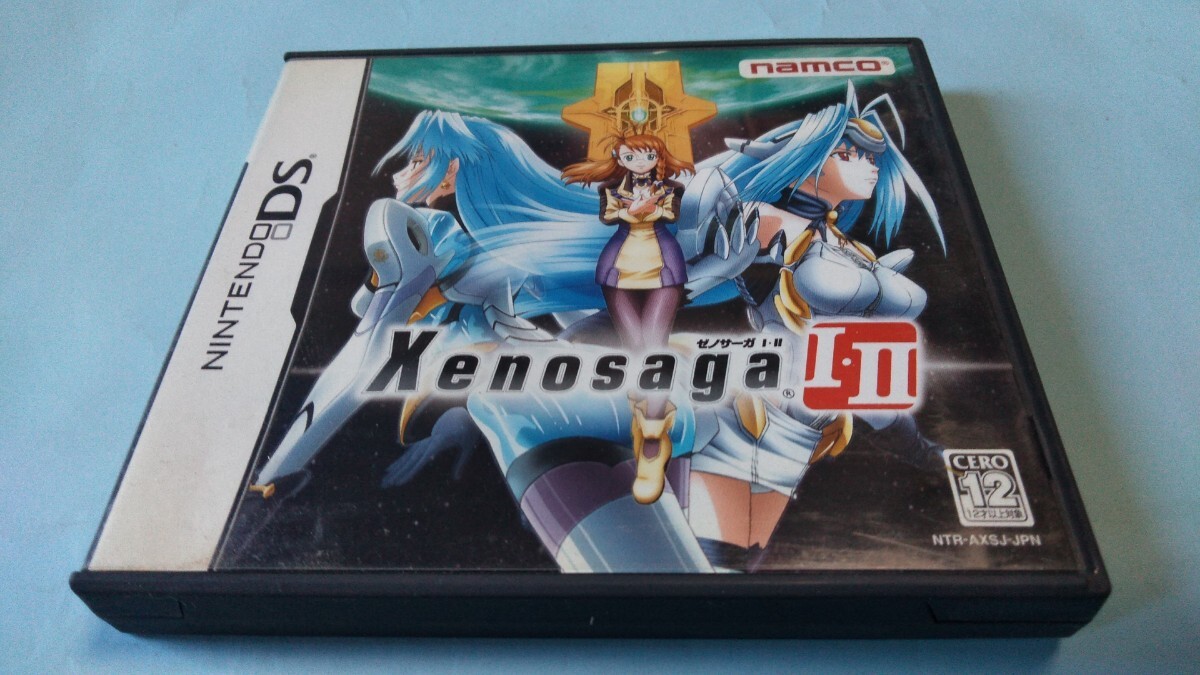 NINTENDO DS®
namco®
ゼノサーガ I・II
Xenosaga® I・II
CERO
12
12才以上対象
NTR-AXSJ-JPN